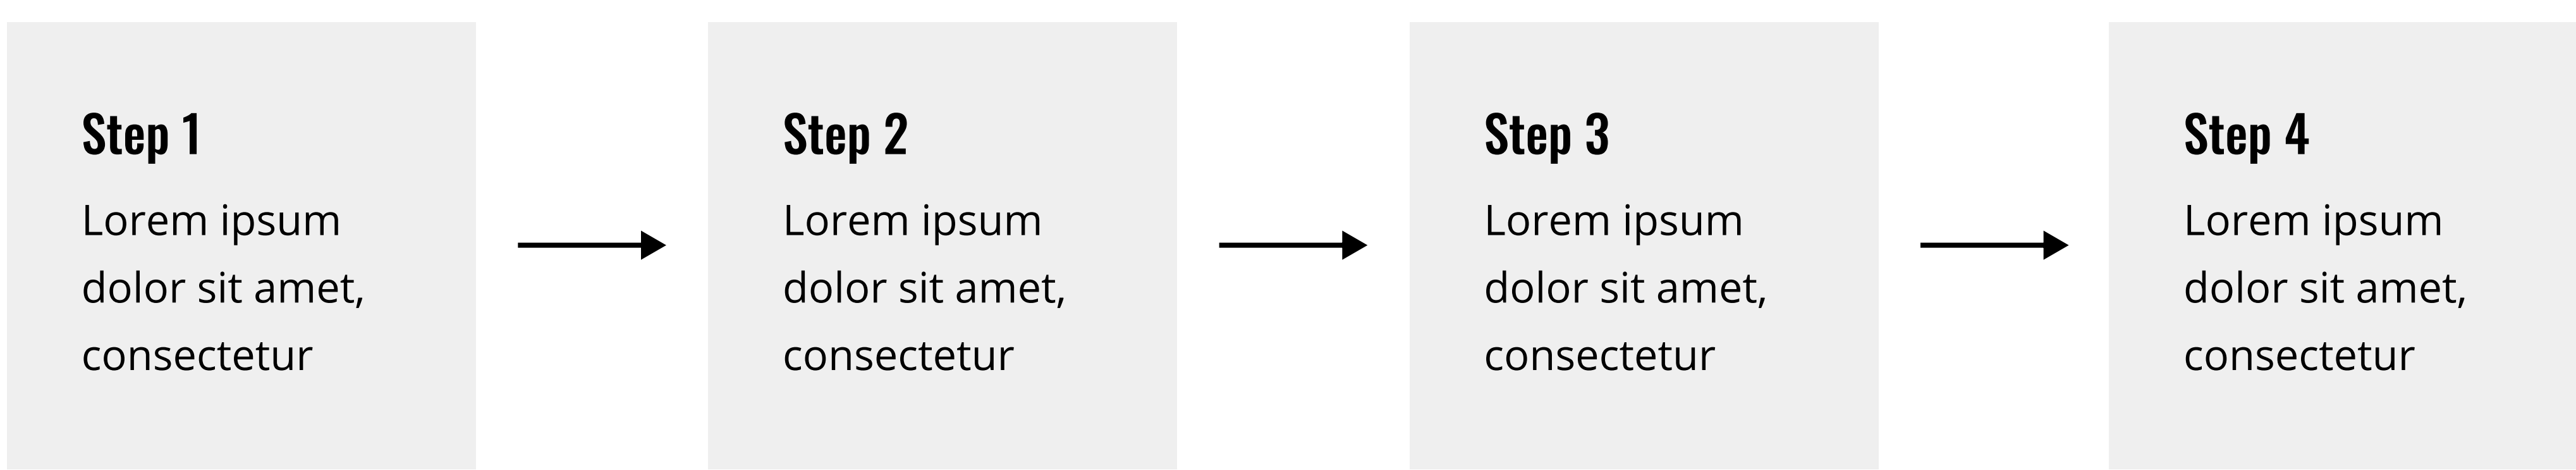 Step 1
Lorem ipsum
dolor sit amet,
consectetur
Step 2
Lorem ipsum
dolor sit amet,
consectetur
Step 3
Lorem ipsum
dolor sit amet,
consectetur
Step 4
Lorem ipsum
dolor sit amet,
consectetur